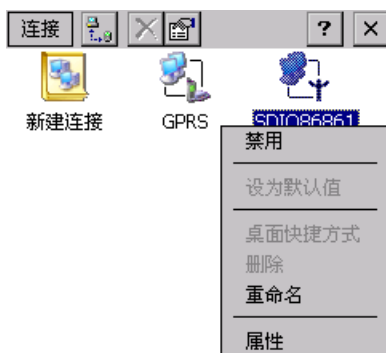 连接 ? ×
新建连接 GPRS SDIO86861
禁用
设为默认值
桌面快捷方式
删除
重命名
属性